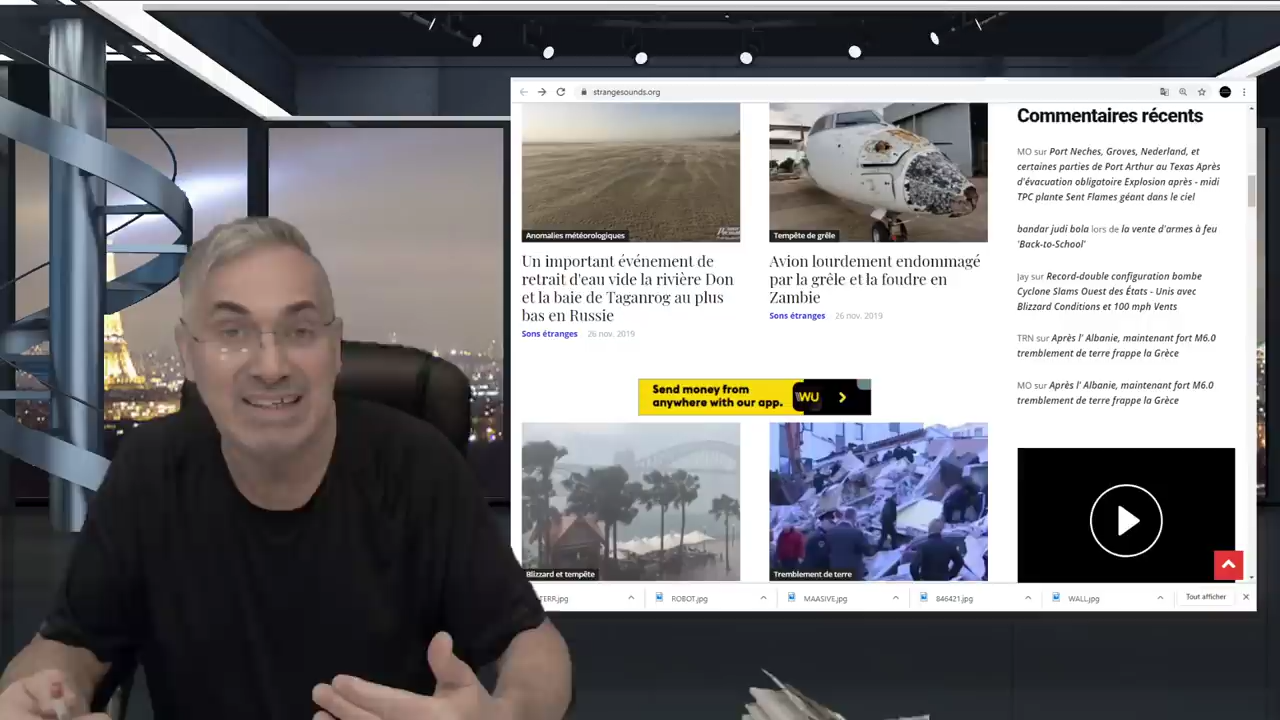 strangesounds.org
Anomalies météorologiques
Un important événement de
retrait d'eau vide la rivière Don
et la baie de Taganrog au plus
bas en Russie
Sons étranges 26 nov. 2019
Tempête de grêle
Avion lourdement endommagé
par la grêle et la foudre en
Zambie
Sons étranges 26 nov. 2019
Send money from
anywhere with our app.
WU
Blizzard et tempête
Tremblement de terre
Commentaires récents
MO sur Port Neches, Groves, Nederland, et
certaines parties de Port Arthur au Texas Après
d'évacuation obligatoire Explosion après - midi
TPC plante Sent Flames géant dans le ciel
bandar judi bola lors de la vente d'armes à feu
'Back-to-School'
Jay sur Record-double configuration bombe
Cyclone Slams Ouest des États - Unis avec
Blizzard Conditions et 100 mph Vents
TRN sur Après l' Albanie, maintenant fort M6.0
tremblement de terre frappe la Grèce
MO sur Après l' Albanie, maintenant fort M6.0
tremblement de terre frappe la Grèce
TERR.jpg
ROBOT.jpg
MAASIVE.jpg
846421.jpg
WALL.jpg
Tout afficher